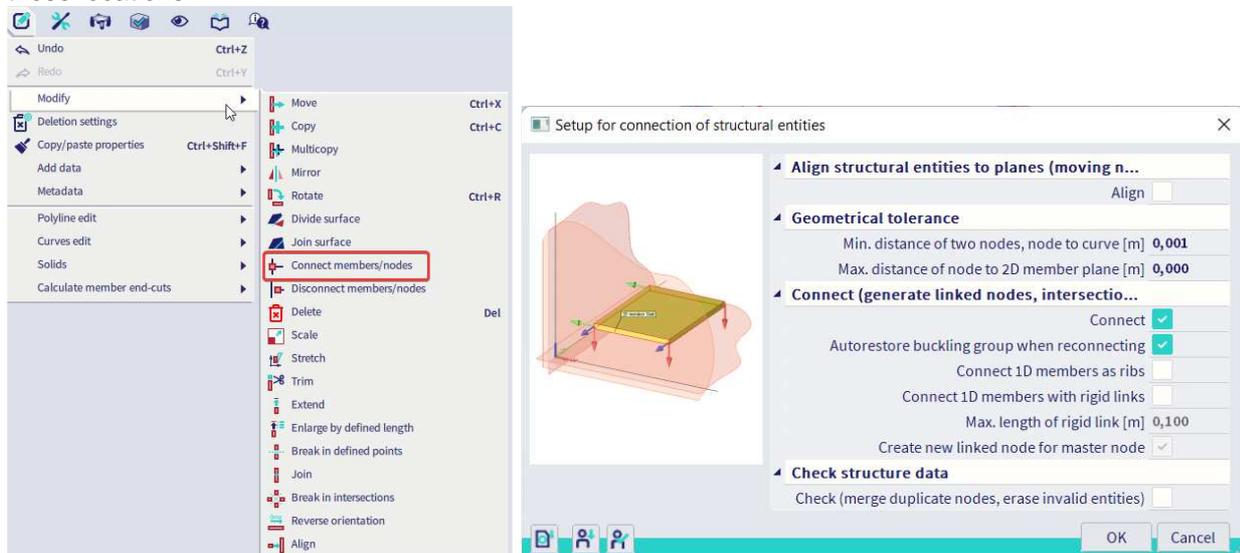 Undo Ctrl+Z
Redo Ctrl+Y
Modify
Deletion settings
Copy/paste properties Ctrl+Shift+F
Add data
Metadata
Polyline edit
Curves edit
Solids
Calculate member end-cuts
Move Ctrl+X
Copy Ctrl+C
Multicopy
Mirror
Rotate Ctrl+R
Divide surface
Join surface
Connect members/nodes
Disconnect members/nodes
Delete Del
Scale
Stretch
Trim
Extend
Enlarge by defined length
Break in defined points
Join
Break in intersections
Reverse orientation
Align
Setup for connection of structural entities
Align structural entities to planes (moving n...
Align
Geometrical tolerance
Min. distance of two nodes, node to curve [m] 0,001
Max. distance of node to 2D member plane [m] 0,000
Connect (generate linked nodes, intersectio...
Connect
Autorestore buckling group when reconnecting
Connect 1D members as ribs
Connect 1D members with rigid links
Max. length of rigid link [m] 0,100
Create new linked node for master node
Check structure data
Check (merge duplicate nodes, erase invalid entities)
OK Cancel